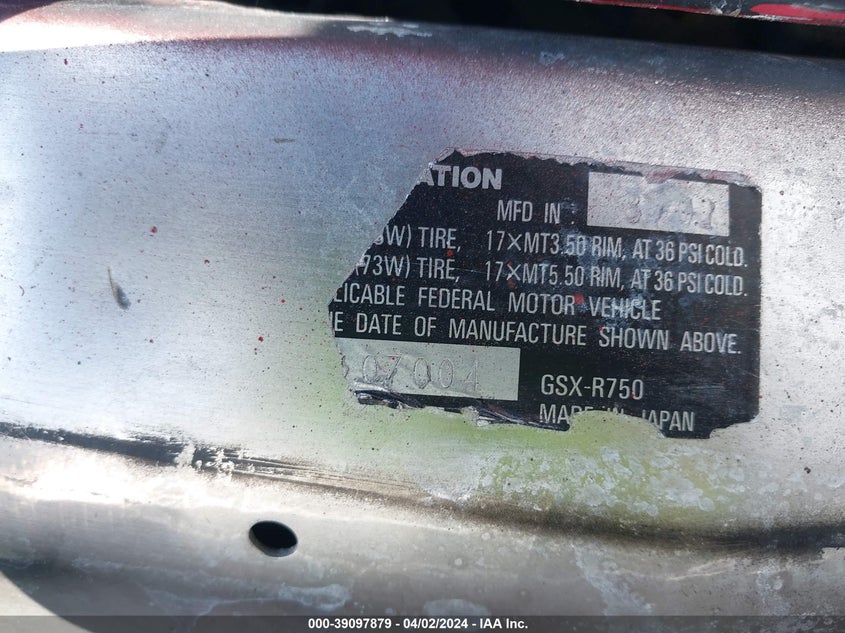 ATION
MFD IN :
W) TIRE, 17×MT3.50 RIM, AT 36 PSI COLD.
(73W) TIRE, 17×MT5.50 RIM, AT 36 PSI COLD.
LICABLE FEDERAL MOTOR VEHICLE
E DATE OF MANUFACTURE SHOWN ABOVE.
07004
GSX-R750
MADE IN JAPAN
000-39097879 | 04/02/2024 - IAA Inc.